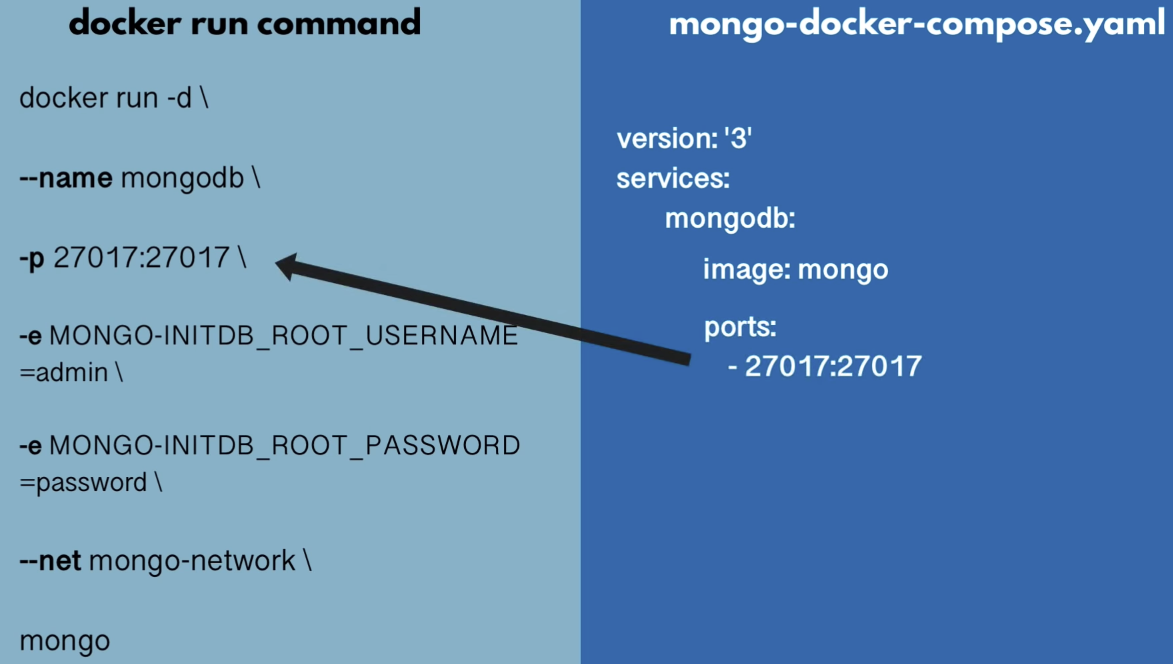 docker run command
docker run -d \
--name mongodb \
-p 27017:27017 \
-e MONGO-INITDB_ROOT_USERNAME
=admin \
-e MONGO-INITDB_ROOT_PASSWORD
=password \
--net mongo-network \
mongo
mongo-docker-compose.yaml
version: '3'
services:
mongodb:
image: mongo
ports:
- 27017:27017